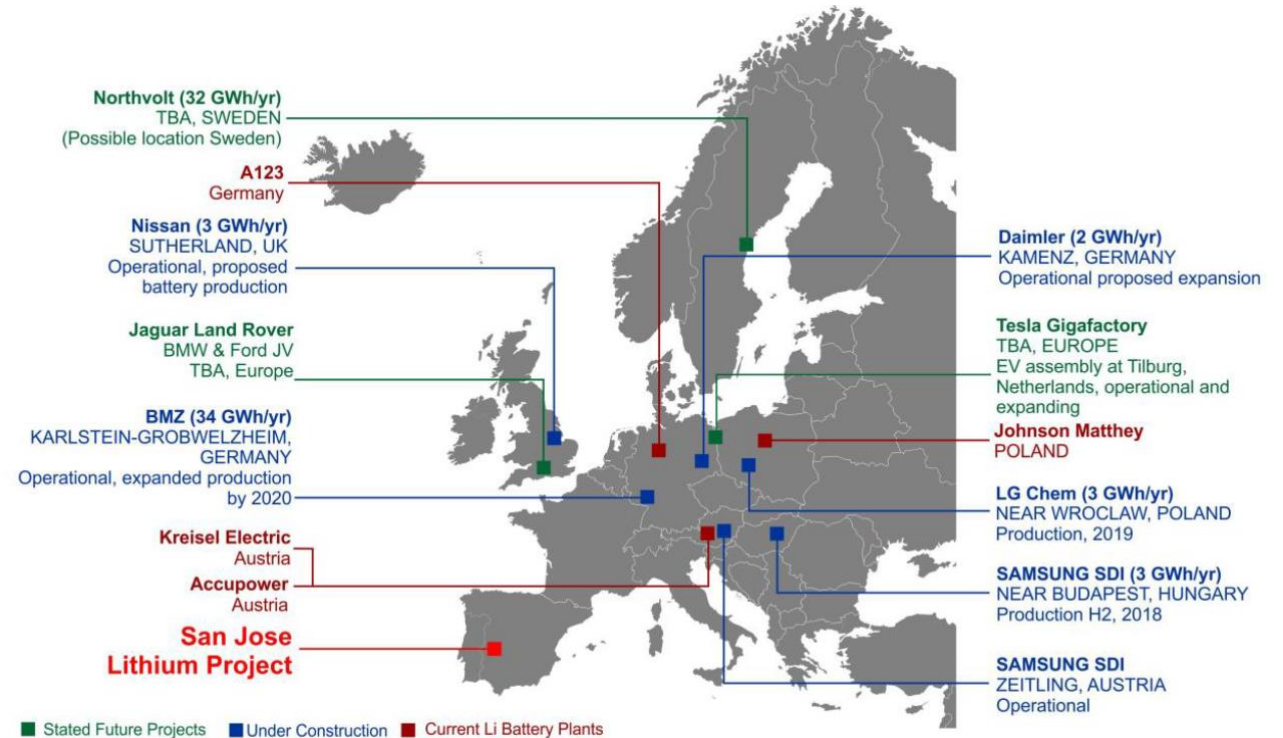 Northvolt (32 GWh/yr)
TBA, SWEDEN
(Possible location Sweden)
A123
Germany
Nissan (3 GWh/yr)
SUTHERLAND, UK
Operational, proposed
battery production
Jaguar Land Rover
BMW & Ford JV
TBA, Europe
BMZ (34 GWh/yr)
KARLSTEIN-GROBWELZHEIM,
GERMANY
Operational, expanded production
by 2020
Kreisel Electric
Austria
Accupower
Austria
San Jose
Lithium Project
Daimler (2 GWh/yr)
KAMENZ, GERMANY
Operational proposed expansion
Tesla Gigafactory
TBA, EUROPE
EV assembly at Tilburg,
Netherlands, operational and
expanding
Johnson Matthey
POLAND
LG Chem (3 GWh/yr)
NEAR WROCLAW, POLAND
Production, 2019
SAMSUNG SDI (3 GWh/yr)
NEAR BUDAPEST, HUNGARY
Production H2, 2018
SAMSUNG SDI
ZEITLING, AUSTRIA
Operational
Stated Future Projects
Under Construction
Current Li Battery Plants